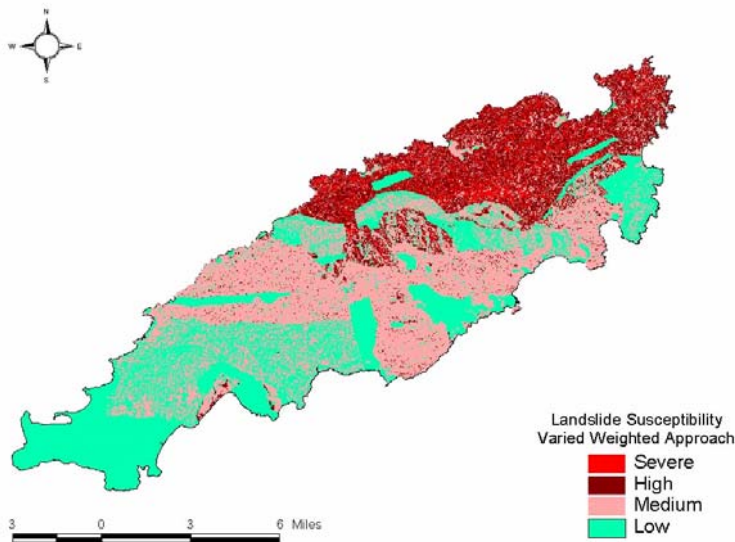 N
W E
S
Landslide Susceptibility
Varied Weighted Approach
Severe
High
Medium
Low
3 0 3 6 Miles